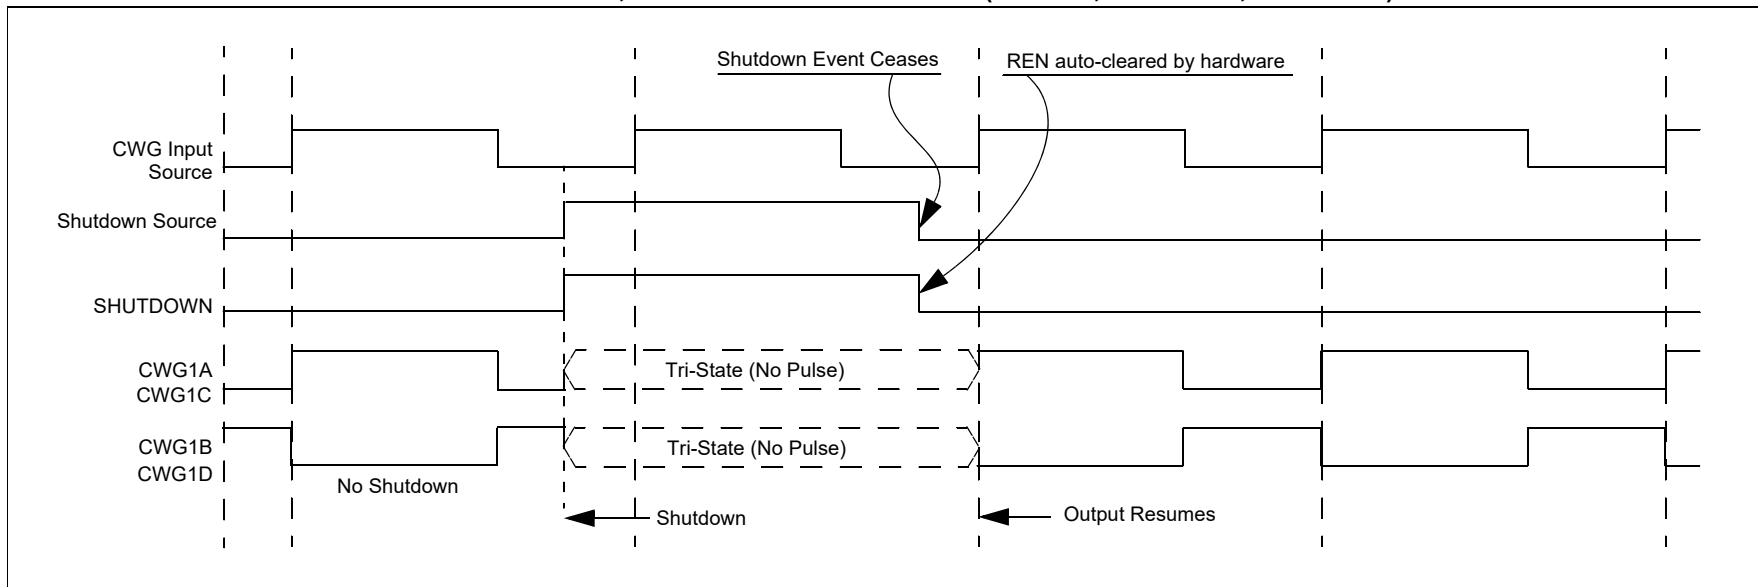 Shutdown Event Ceases
REN auto-cleared by hardware
CWG Input
Source
Shutdown Source
SHUTDOWN
CWG1A
CWG1C
Tri-State (No Pulse)
CWG1B
CWG1D
Tri-State (No Pulse)
No Shutdown
Shutdown
Output Resumes